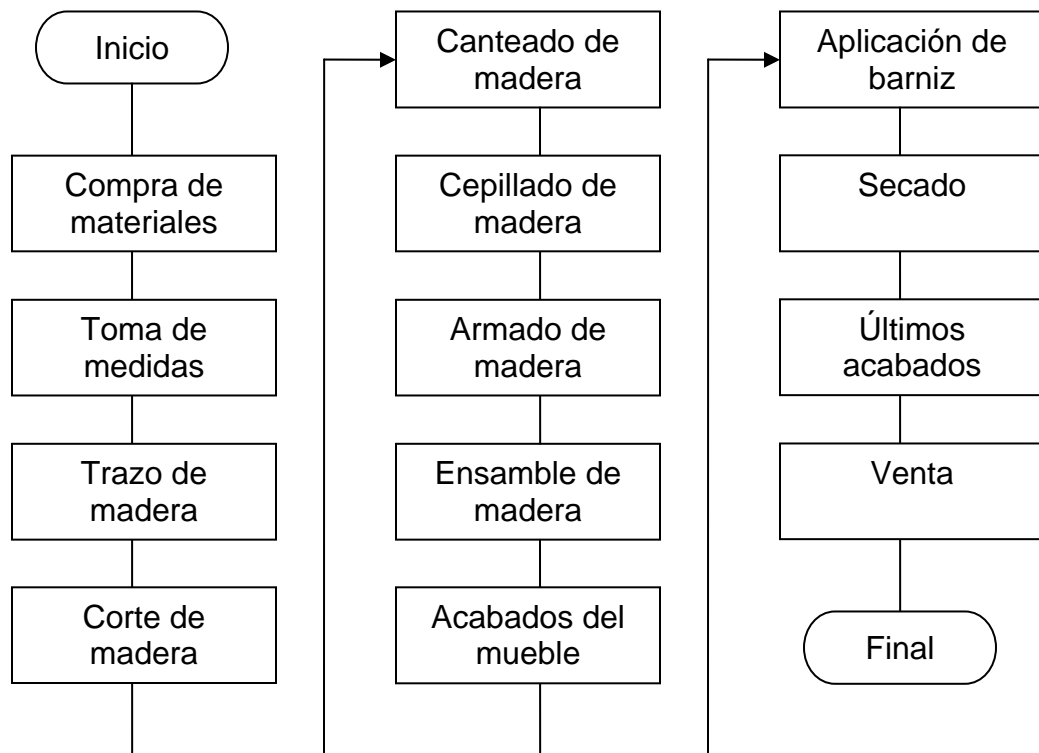 Inicio
Compra de
materiales
Toma de
medidas
Trazo de
madera
Corte de
madera
Canteado de
madera
Cepillado de
madera
Armado de
madera
Ensamble de
madera
Acabados del
mueble
Aplicación de
barniz
Secado
Últimos
acabados
Venta
Final